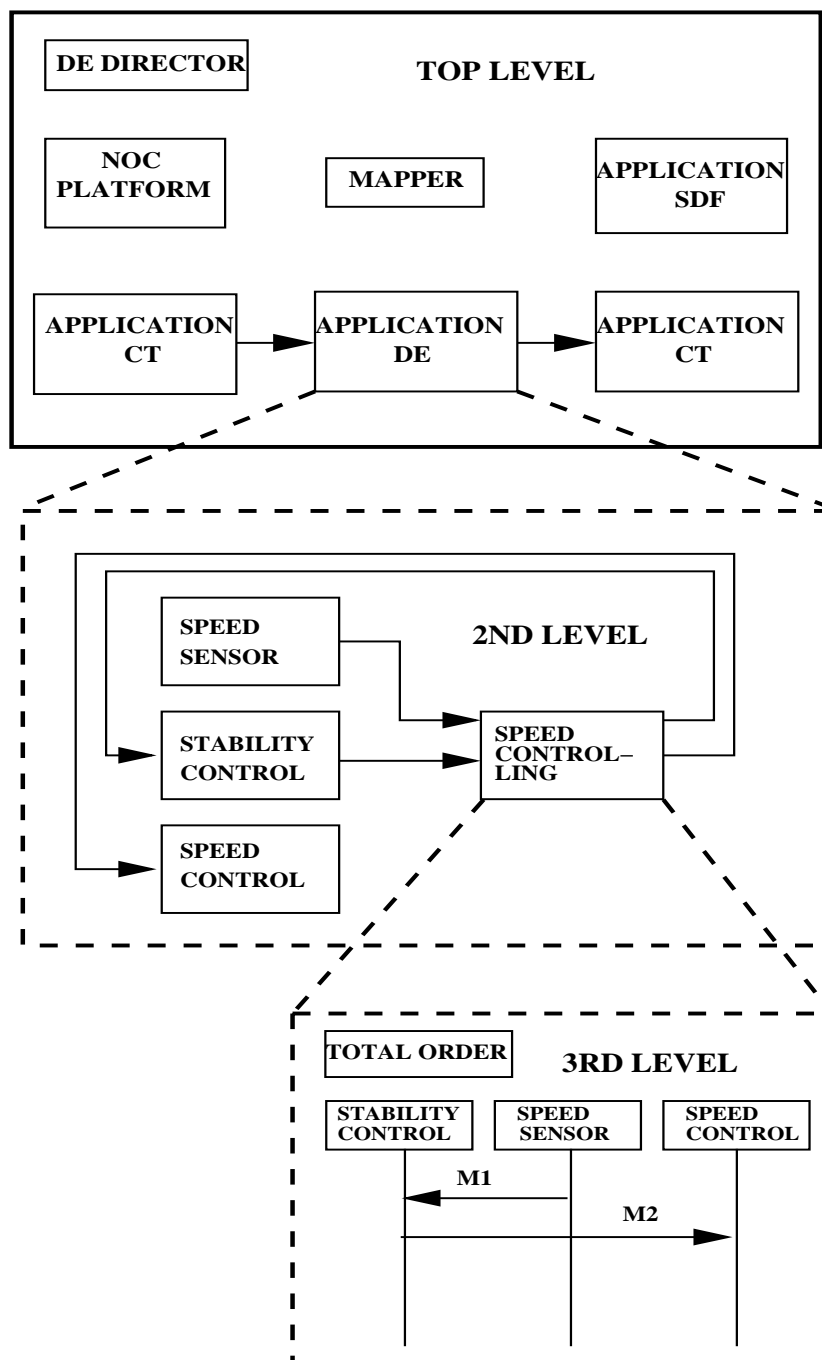 DE DIRECTOR
TOP LEVEL
NOC
PLATFORM
MAPPER
APPLICATION
SDF
APPLICATION
CT
APPLICATION
DE
APPLICATION
CT
SPEED
SENSOR
2ND LEVEL
STABILITY
CONTROL
SPEED
CONTROL–
LING
SPEED
CONTROL
TOTAL ORDER
3RD LEVEL
STABILITY
CONTROL
SPEED
SENSOR
SPEED
CONTROL
M1
M2